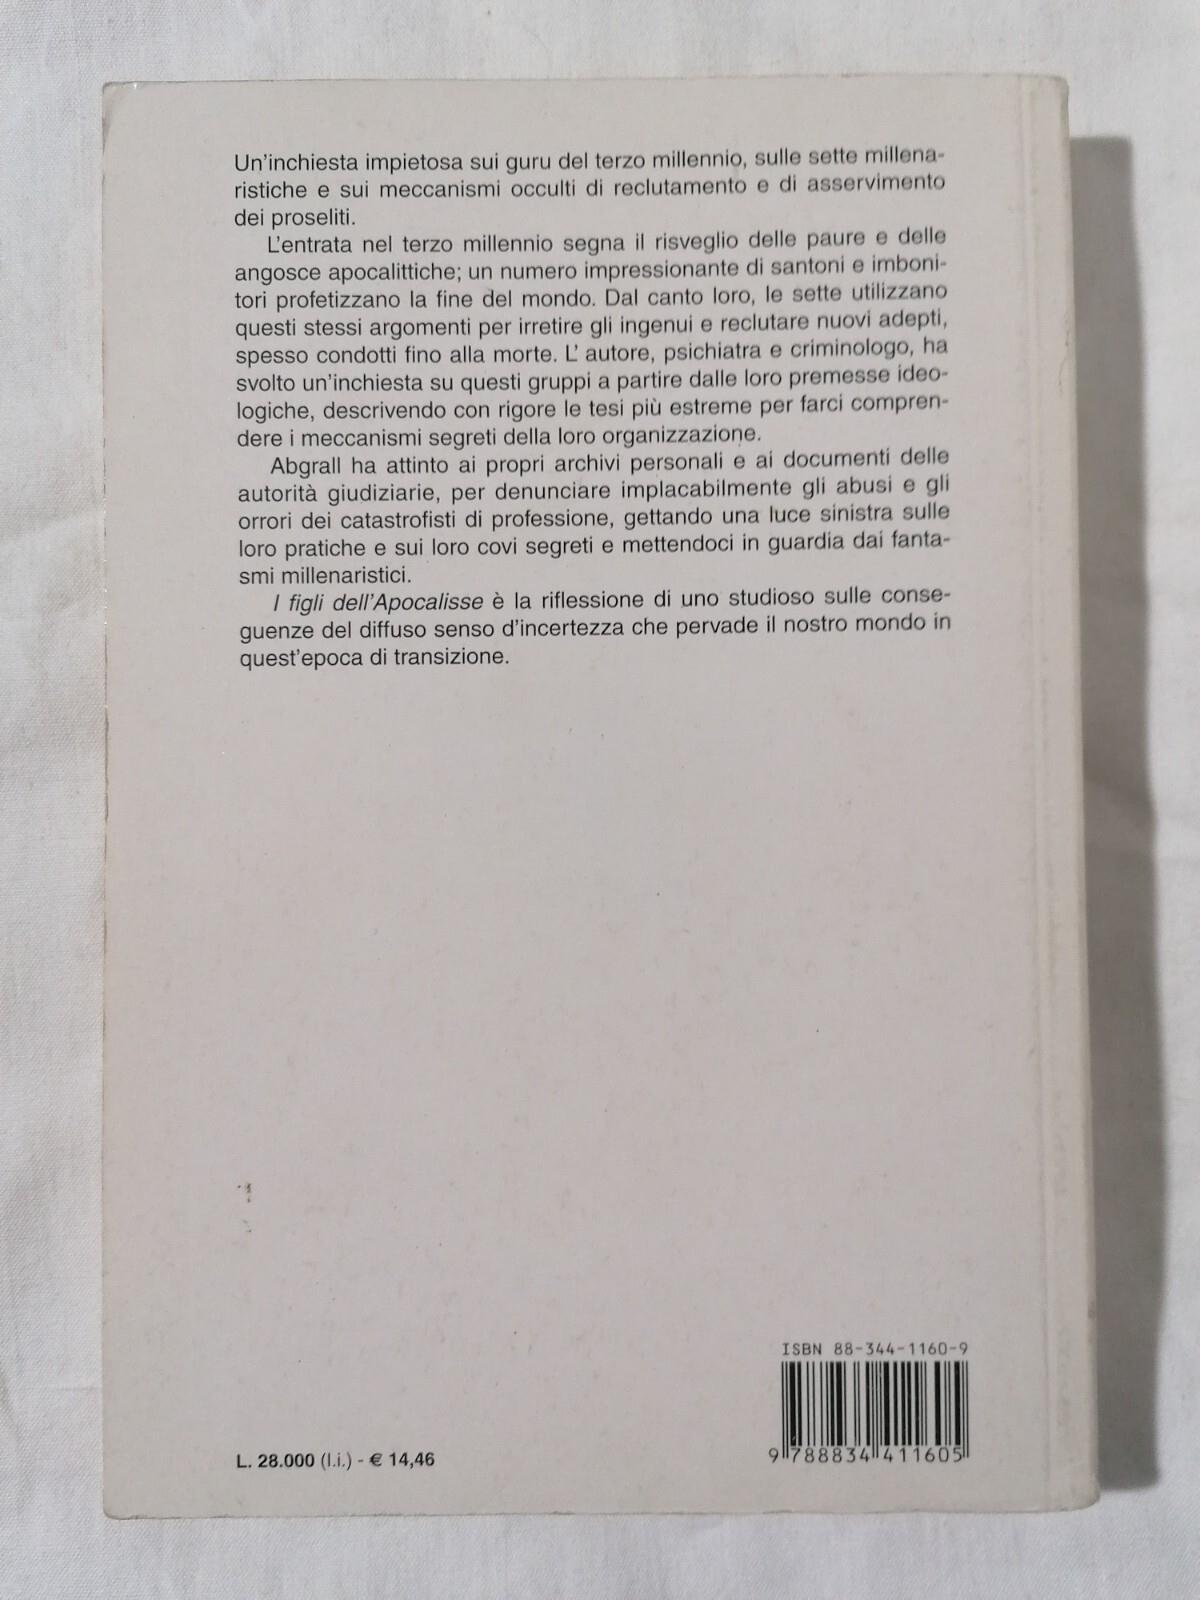 Un'inchiesta impietosa sui guru del terzo millennio, sulle sette millena-
ristiche e sui meccanismi occulti di reclutamento e di asservimento
dei proseliti.
L'entrata nel terzo millennio segna il risveglio delle paure e delle
angosce apocalittiche; un numero impressionante di santoni e imboni-
tori profetizzano la fine del mondo. Dal canto loro, le sette utilizzano
questi stessi argomenti per irretire gli ingenui e reclutare nuovi adepti,
spesso condotti fino alla morte. L' autore, psichiatra e criminologo, ha
svolto un'inchiesta su questi gruppi a partire dalle loro premesse ideo-
logiche, descrivendo con rigore le tesi più estreme per farci compren-
dere i meccanismi segreti della loro organizzazione.
Abgrall ha attinto ai propri archivi personali e ai documenti delle
autorità giudiziarie, per denunciare implacabilmente gli abusi e gli
orrori dei catastrofisti di professione, gettando una luce sinistra sulle
loro pratiche e sui loro covi segreti e mettendoci in guardia dai fanta-
smi millenaristici.
I figli dell'Apocalisse è la riflessione di uno studioso sulle conse-
guenze del diffuso senso d'incertezza che pervade il nostro mondo in
quest'epoca di transizione.
ISBN 88-344-1160-9
9 788834 411605
L. 28.000 (l.i.) - € 14,46